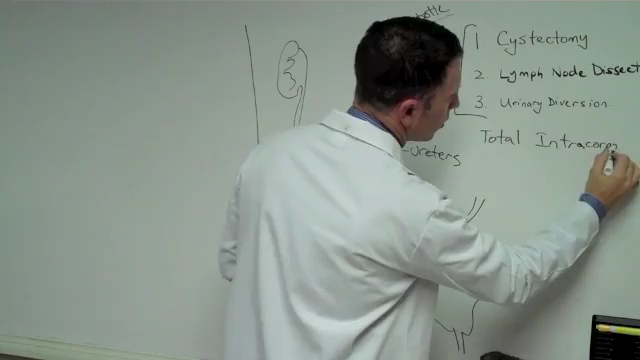 1 Cystectomy
2. Lymph Node Dissect
3. Urinary Diversion
-ureters
Total Intracorp